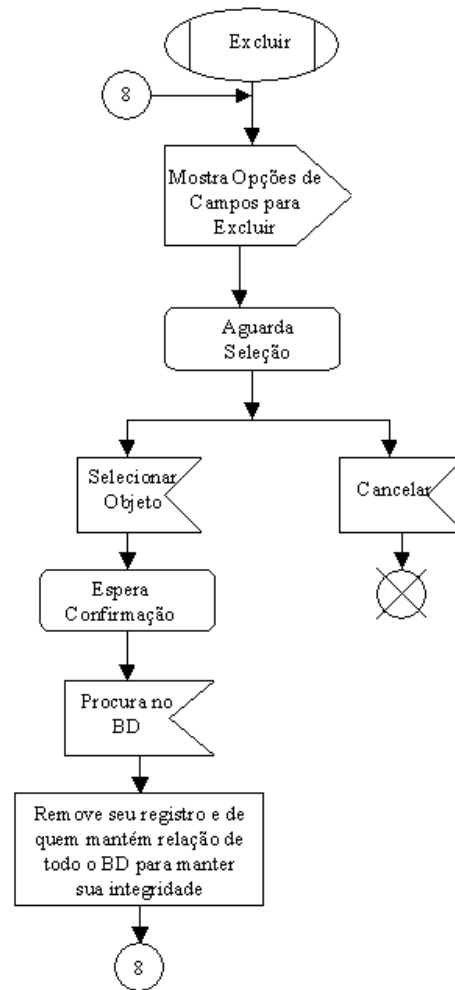 Excluir
8
Mostra Opções de
Campos para
Excluir
Aguarda
Seleção
Selecionar
Objeto
Cancelar
Espera
Confirmação
Procura no
BD
Remove seu registro e de
quem mantém relação de
todo o BD para manter
sua integridade
8